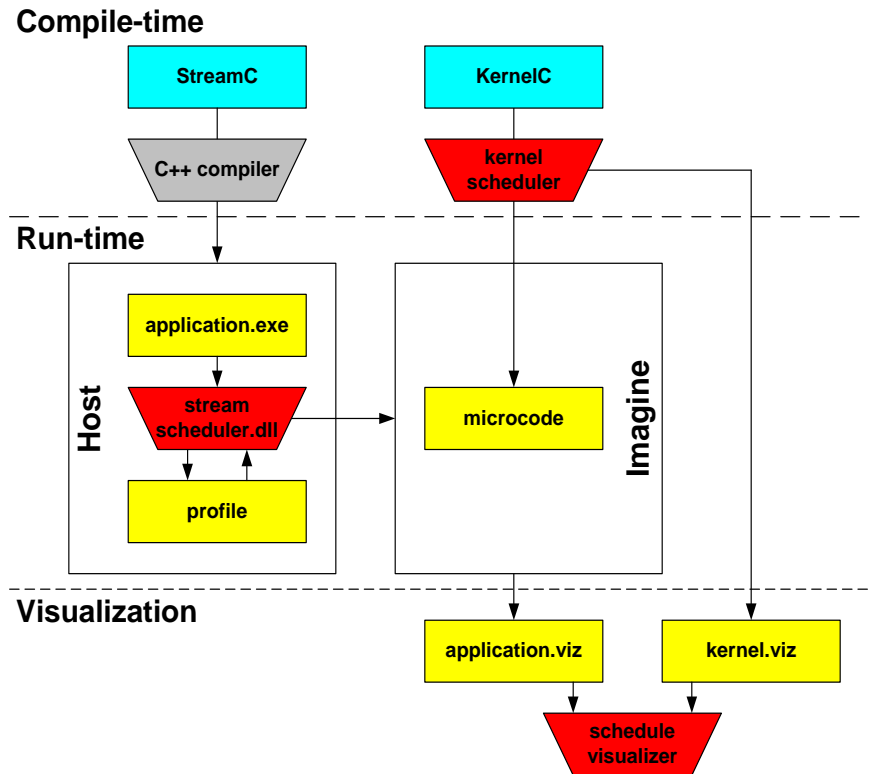 Compile-time
StreamC
KernelC
C++ compiler
kernel
scheduler
Run-time
application.exe
Host
stream
scheduler.dll
microcode
Imagine
profile
Visualization
application.viz
kernel.viz
schedule
visualizer